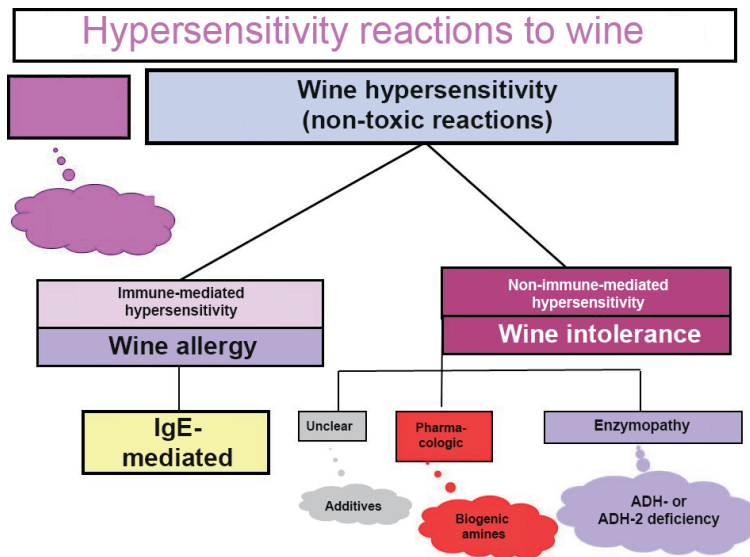 Hypersensitivity reactions to wine
Wine hypersensitivity
(non-toxic reactions)
Immune-mediated
hypersensitivity
Wine allergy
IgE-
mediated
Non-immune-mediated
hypersensitivity
Wine intolerance
Unclear
Additives
Pharma-
cologic
Biogenic
amines
Enzymopathy
ADH- or
ADH-2 deficiency